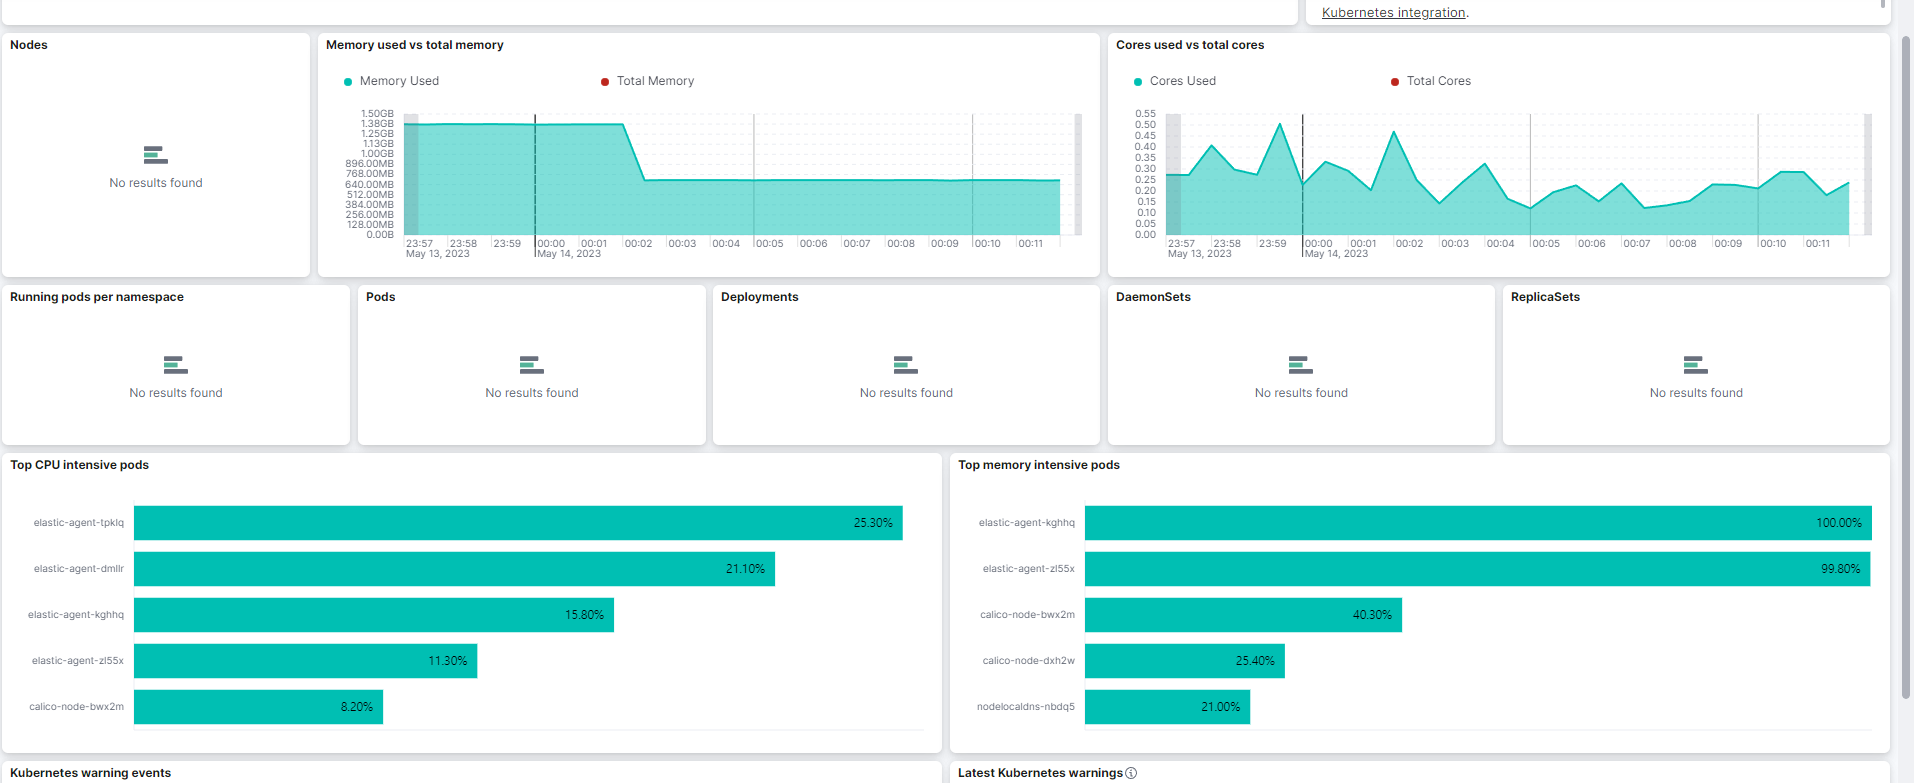 Kubernetes integration.
Nodes
No results found
Memory used vs total memory
Memory Used
Total Memory
1.50GB
1.38GB
1.25GB
1.13GB
1.00GB
896.00MB
768.00MB
640.00MB
512.00MB
384.00MB
256.00MB
128.00MB
0.00B
23:57 23:58 23:59 00:00 00:01 00:02 00:03 00:04 00:05 00:06 00:07 00:08 00:09 00:10 00:11
May 13, 2023 May 14, 2023
Cores used vs total cores
Cores Used
Total Cores
0.55
0.50
0.45
0.40
0.35
0.30
0.25
0.20
0.15
0.10
0.05
0.00
23:57 23:58 23:59 00:00 00:01 00:02 00:03 00:04 00:05 00:06 00:07 00:08 00:09 00:10 00:11
May 13, 2023 May 14, 2023
Running pods per namespace
No results found
Pods
No results found
Deployments
No results found
DaemonSets
No results found
ReplicaSets
No results found
Top CPU intensive pods
elastic-agent-tpklq 25.30%
elastic-agent-dmllr 21.10%
elastic-agent-kghhq 15.80%
elastic-agent-zl55x 11.30%
calico-node-bwx2m 8.20%
Top memory intensive pods
elastic-agent-kghhq 100.00%
elastic-agent-zl55x 99.80%
calico-node-bwx2m 40.30%
calico-node-dxh2w 25.40%
nodelocaldns-nbdq5 21.00%
Kubernetes warning events
Latest Kubernetes warnings